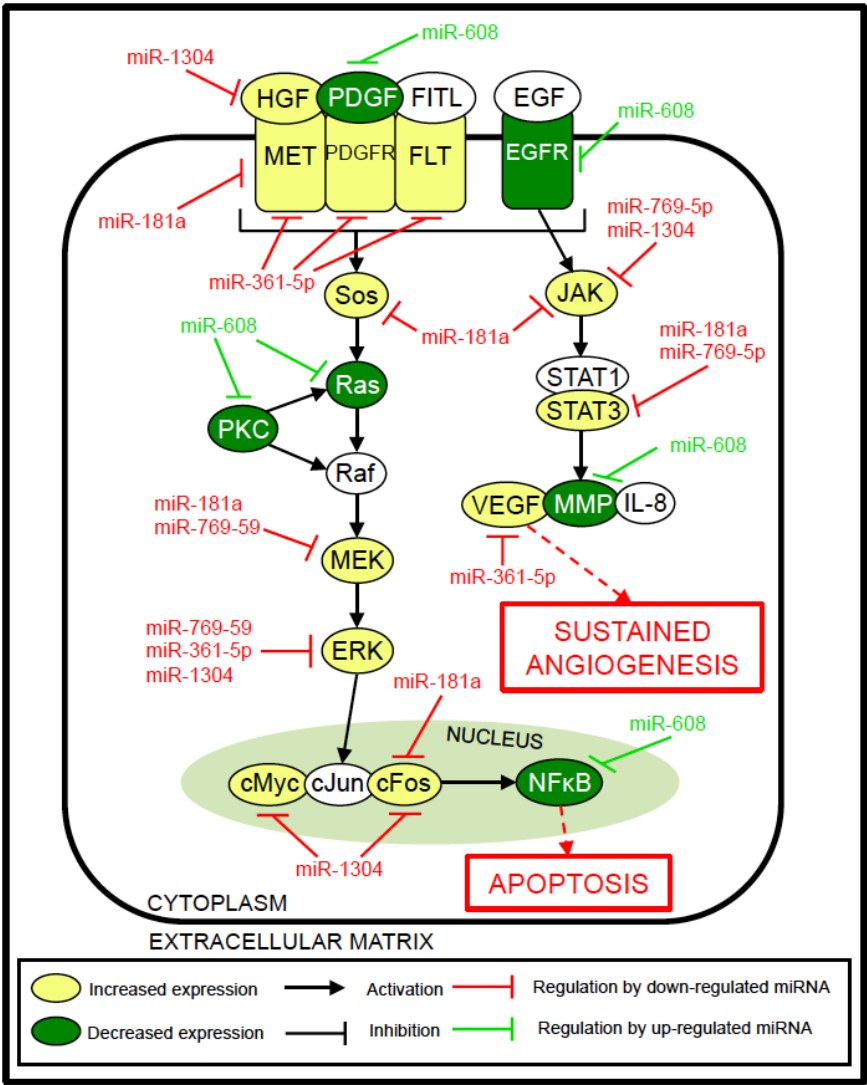 miR-608
miR-1304
HGF
PDGF
FITL
EGF
miR-608
MET
PDGFR
FLT
EGFR
miR-181a
miR-769-5p
miR-1304
miR-361-5p
Sos
JAK
miR-608
miR-181a
miR-181a
miR-769-5p
Ras
STAT1
STAT3
PKC
Raf
miR-608
miR-181a
miR-769-59
VEGF
MMP
IL-8
MEK
miR-361-5p
miR-769-59
miR-361-5p
miR-1304
ERK
SUSTAINED
ANGIOGENESIS
miR-181a
NUCLEUS
miR-608
cMyc
cJun
cFos
NFκB
miR-1304
APOPTOSIS
CYTOPLASM
EXTRACELLULAR MATRIX
Increased expression
Activation
Regulation by down-regulated miRNA
Decreased expression
Inhibition
Regulation by up-regulated miRNA